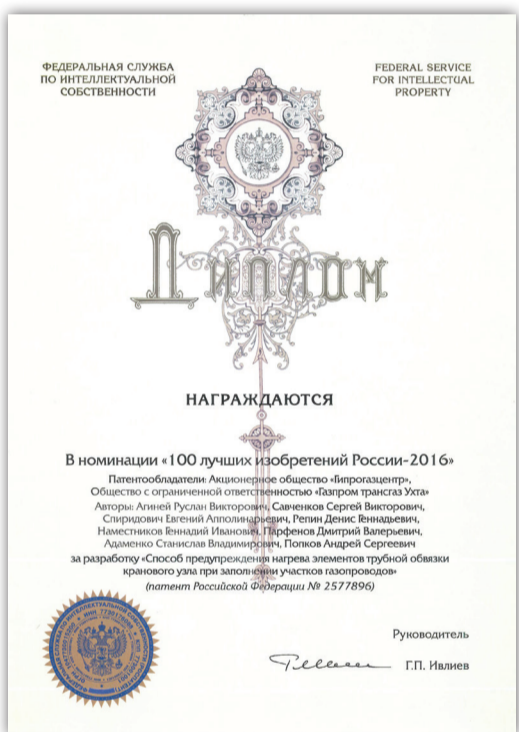 ФЕДЕРАЛЬНАЯ СЛУЖБА
ПО ИНТЕЛЛЕКТУАЛЬНОЙ
СОБСТВЕННОСТИ
FEDERAL SERVICE
FOR INTELLECTUAL
PROPERTY
Диплом
НАГРАЖДАЮТСЯ
В номинации «100 лучших изобретений России-2016»
Патентообладатели: Акционерное общество «Гипрогазцентр»,
Общество с ограниченной ответственностью «Газпром трансгаз Ухта»
Авторы: Агиней Руслан Викторович, Савченков Сергей Викторович,
Спиридович Евгений Апполинарьевич, Репин Денис Геннадьевич,
Наместников Геннадий Иванович, Парфенов Дмитрий Валерьевич,
Адаменко Станислав Владимирович, Попков Андрей Сергеевич
за разработку «Способ предупреждения нагрева элементов трубной обвязки
кранового узла при заполнении участков газопроводов»
(патент Российской Федерации № 2577896)
Руководитель
Г.П. Ивлиев